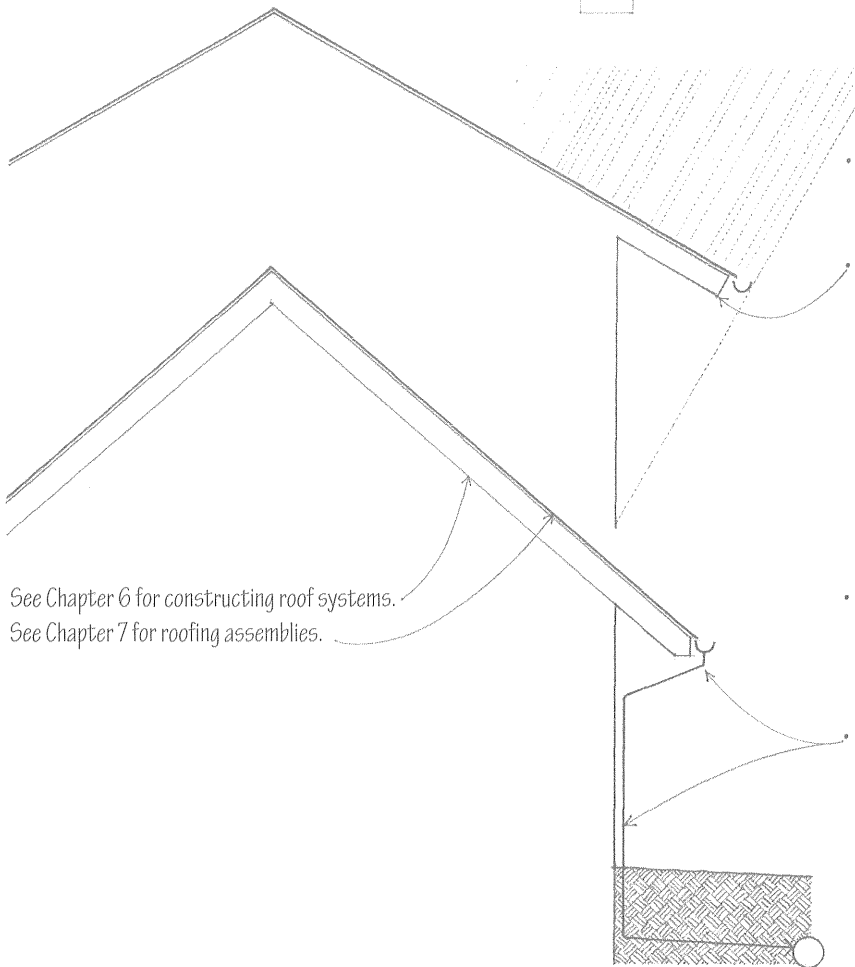 See Chapter 6 for constructing roof systems.
See Chapter 7 for roofing assemblies.